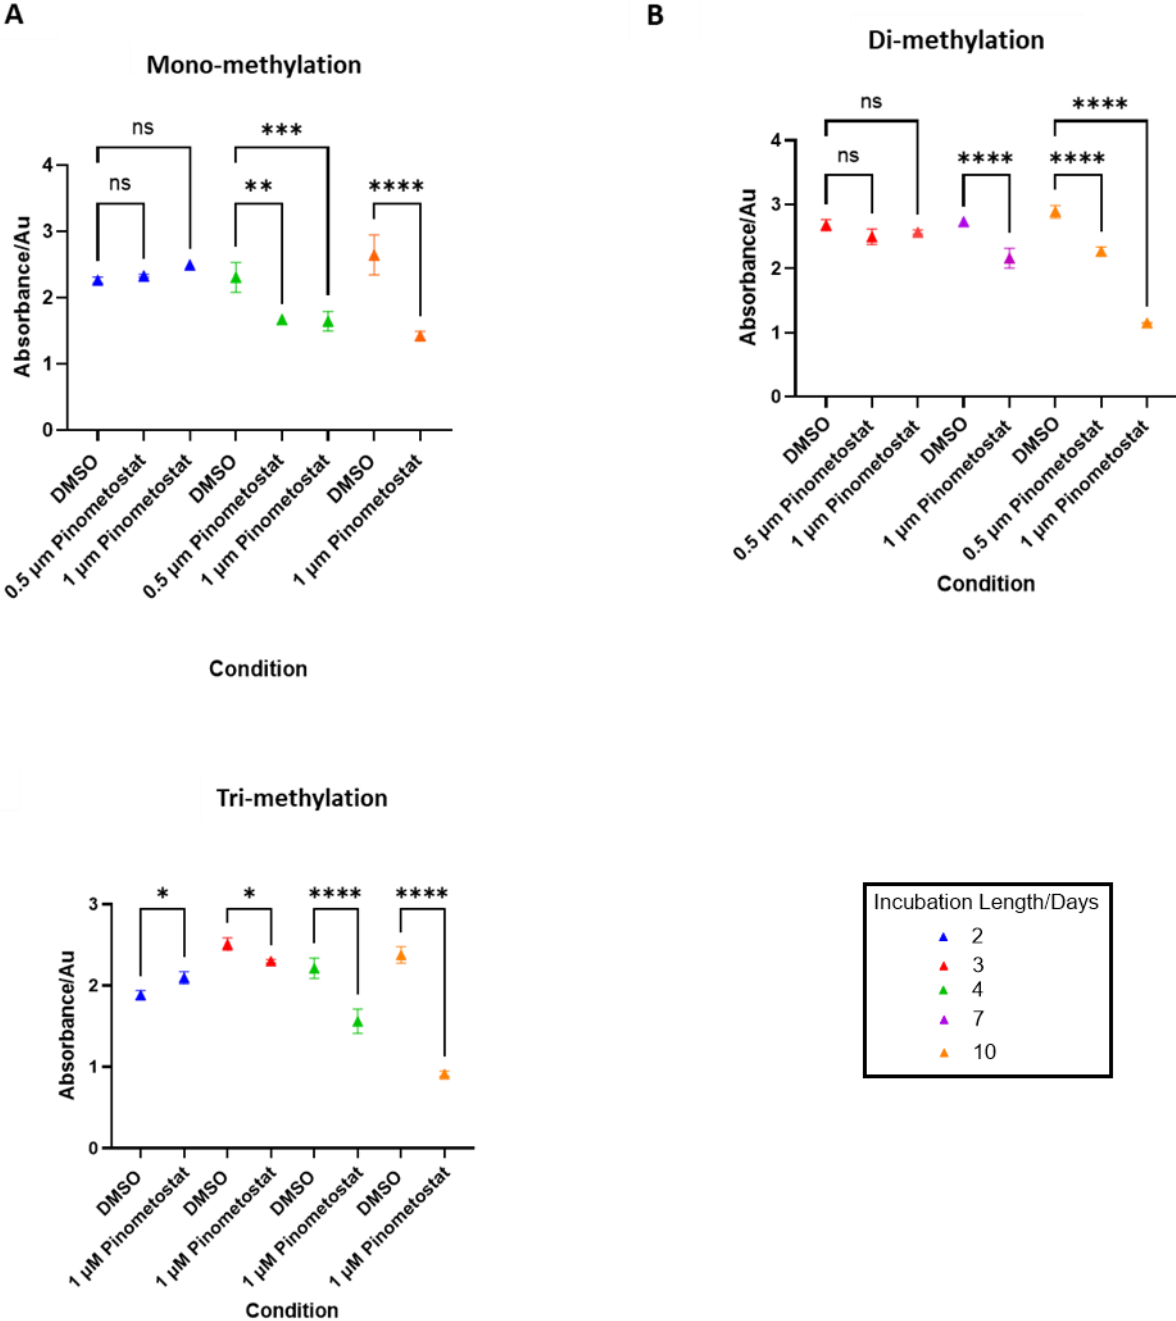 A
Mono-methylation
ns
***
ns
**
****
4
3
2
1
0
Absorbance/Au
DMSO
0.5 μm Pinometostat
1 μm Pinometostat
DMSO
0.5 μm Pinometostat
1 μm Pinometostat
DMSO
1 μm Pinometostat
Condition
B
Di-methylation
ns
****
ns
****
****
4
3
2
1
0
Absorbance/Au
DMSO
0.5 μm Pinometostat
1 μm Pinometostat
DMSO
1 μm Pinometostat
DMSO
0.5 μm Pinometostat
1 μm Pinometostat
Condition
Tri-methylation
*
*
****
****
3
2
1
0
Absorbance/Au
DMSO
1 μM Pinometostat
DMSO
1 μM Pinometostat
DMSO
1 μM Pinometostat
DMSO
1 μM Pinometostat
Condition
Incubation Length/Days
2
3
4
7
10